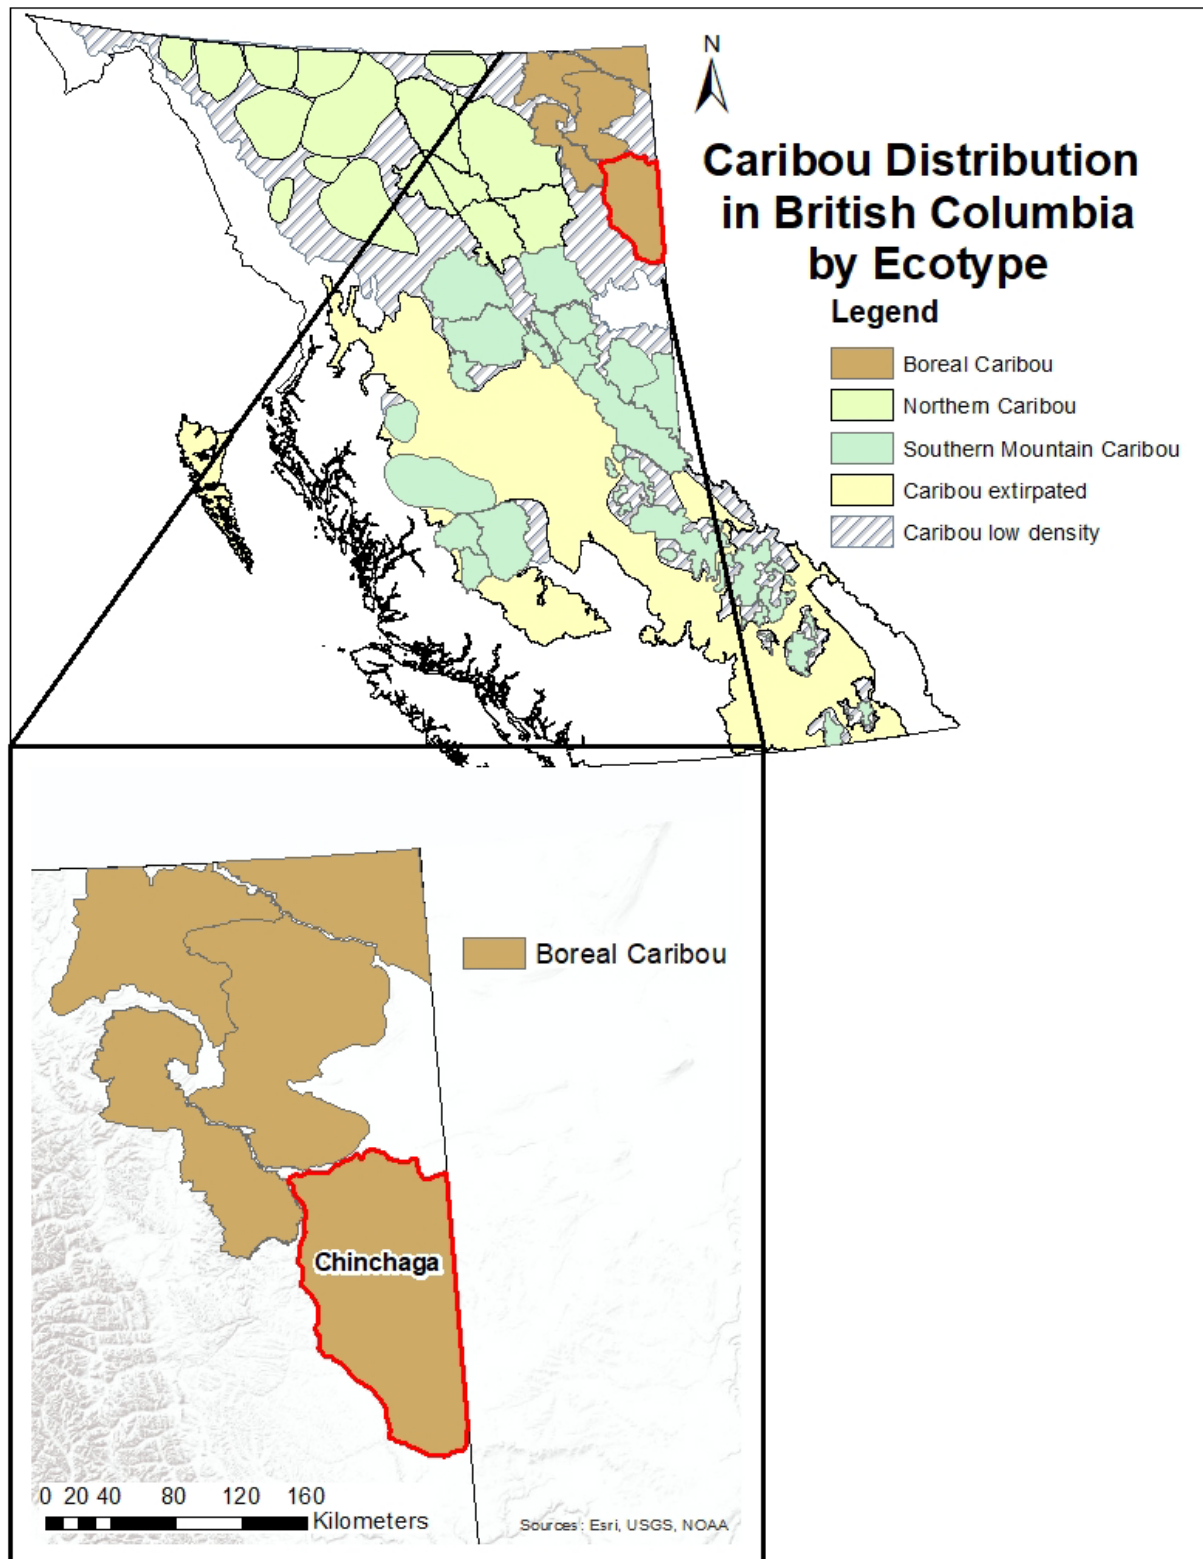 N
Caribou Distribution
in British Columbia
by Ecotype
Legend
Boreal Caribou
Northern Caribou
Southern Mountain Caribou
Caribou extirpated
Caribou low density
Boreal Caribou
Chinchaga
0 20 40 80 120 160
Kilometers
Sources: Esri, USGS, NOAA